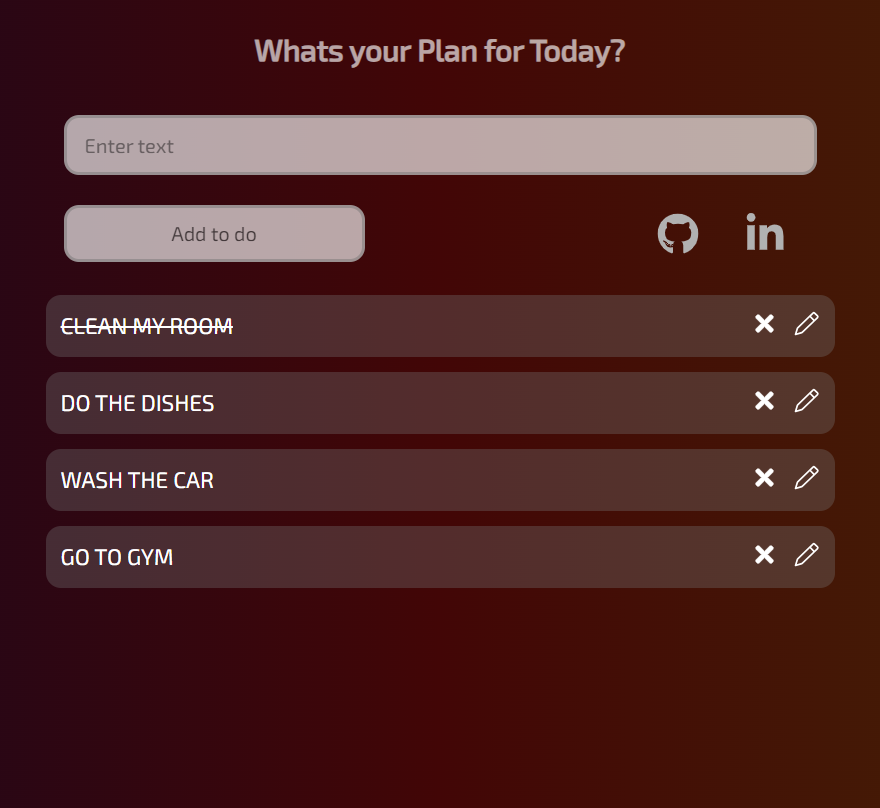 Whats your Plan for Today?
Enter text
Add to do
in
CLEAN MY ROOM
DO THE DISHES
WASH THE CAR
GO TO GYM